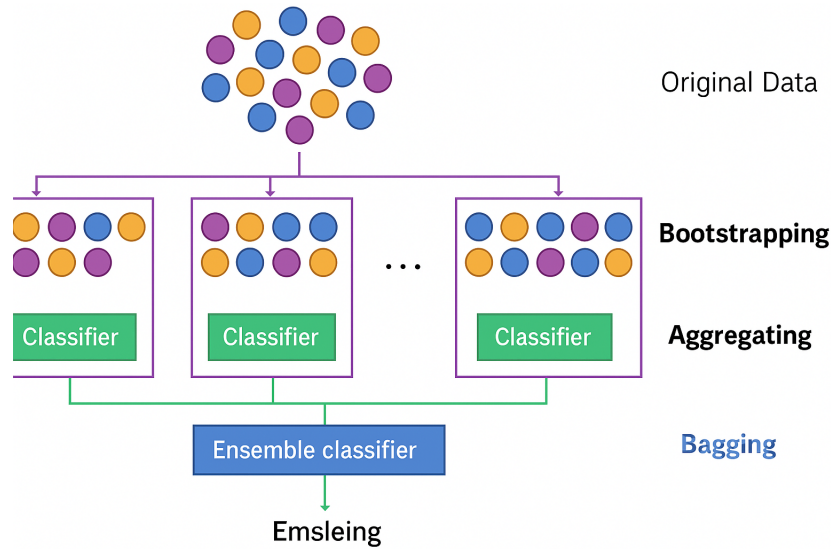 Original Data
Bootstrapping
...
Classifier
Classifier
Classifier
Aggregating
Ensemble classifier
Bagging
Emsleing